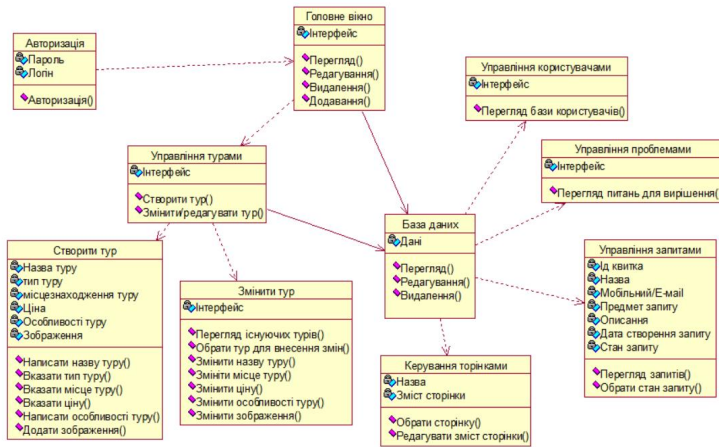 Авторизація
Пароль
Логін
Авторизація()
Головне вікно
Інтерфейс
Перегляд()
Редагування()
Видалення()
Додавання()
Управління користувачами
Інтерфейс
Перегляд бази користувачів()
Управління проблемами
Інтерфейс
Перегляд питань для вирішення()
Управління турами
Інтерфейс
Створити тур()
Змінити/редагувати тур()
База даних
Дані
Перегляд()
Редагування()
Видалення()
Управління запитами
Ід квитка
Назва
Мобільний/E-mail
Предмет запиту
Описання
Дата створення запиту
Стан запиту
Перегляд запитів()
Обрати стан запиту()
Створити тур
Назва туру
тип туру
місцезнаходження туру
Ціна
Особливості туру
Зображення
Написати назву туру()
Вказати тип туру()
Вказати місце туру()
Вказати ціну()
Написати особливості туру()
Додати зображення()
Змінити тур
Інтерфейс
Перегляд існуючих турів()
Обрати тур для внесення змін()
Змінити назву туру()
Змініти місце туру()
Змінити ціну()
Змінити особливості туру()
Змінити зображення()
Керування торінками
Назва
Зміст сторінки
Обрати сторінку()
Редагувати зміст сторінки()